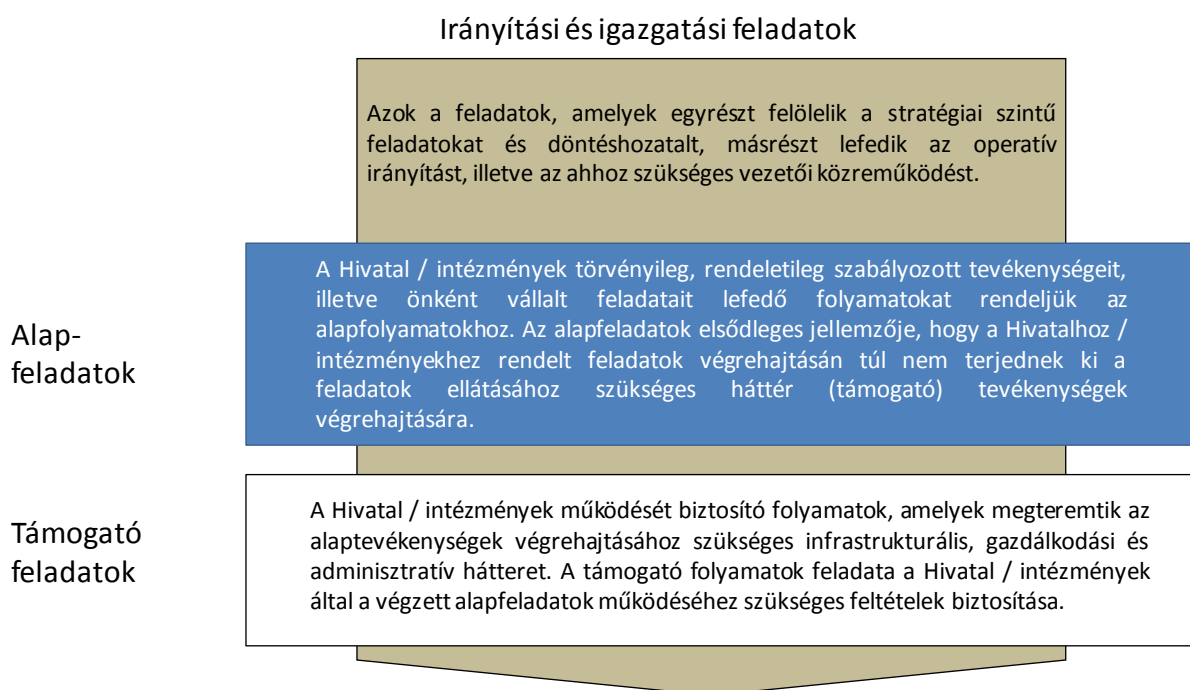 Irányítási és igazgatási feladatok
Azok a feladatok, amelyek egyrészt felölelik a stratégiai szintű
feladatokat és döntéshozatalt, másrészt lefedik az operatív
irányítást, illetve az ahhoz szükséges vezetői közreműködést.
Alap-
feladatok
A Hivatal / intézmények törvényileg, rendeletileg szabályozott tevékenységeit,
illetve önként vállalt feladatait lefedő folyamatokat rendeljük az
alapfolyamatokhoz. Az alapfeladatok elsődleges jellemzője, hogy a Hivatalhoz /
intézményekhez rendelt feladatok végrehajtásán túl nem terjednek ki a
feladatok ellátásához szükséges háttér (támogató) tevékenységek
végrehajtására.
Támogató
feladatok
A Hivatal / intézmények működését biztosító folyamatok, amelyek megteremtik az
alaptevékenységek végrehajtásához szükséges infrastrukturális, gazdálkodási és
adminisztratív hátteret. A támogató folyamatok feladata a Hivatal / intézmények
által a végzett alapfeladatok működéséhez szükséges feltételek biztosítása.